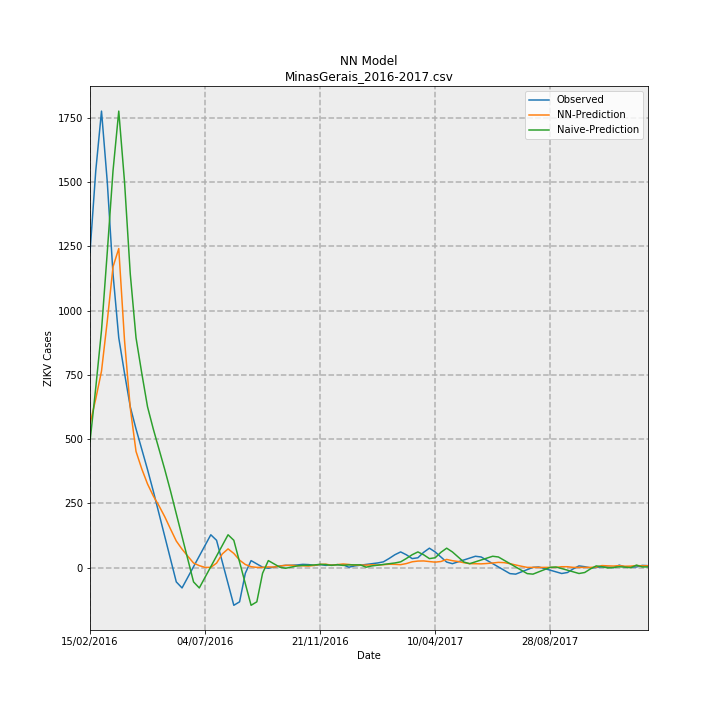 NN Model
MinasGerais_2016-2017.csv
Observed
NN-Prediction
Naive-Prediction
1750
1500
1250
1000
750
500
250
0
ZIKV Cases
15/02/2016
04/07/2016
21/11/2016
10/04/2017
28/08/2017
Date